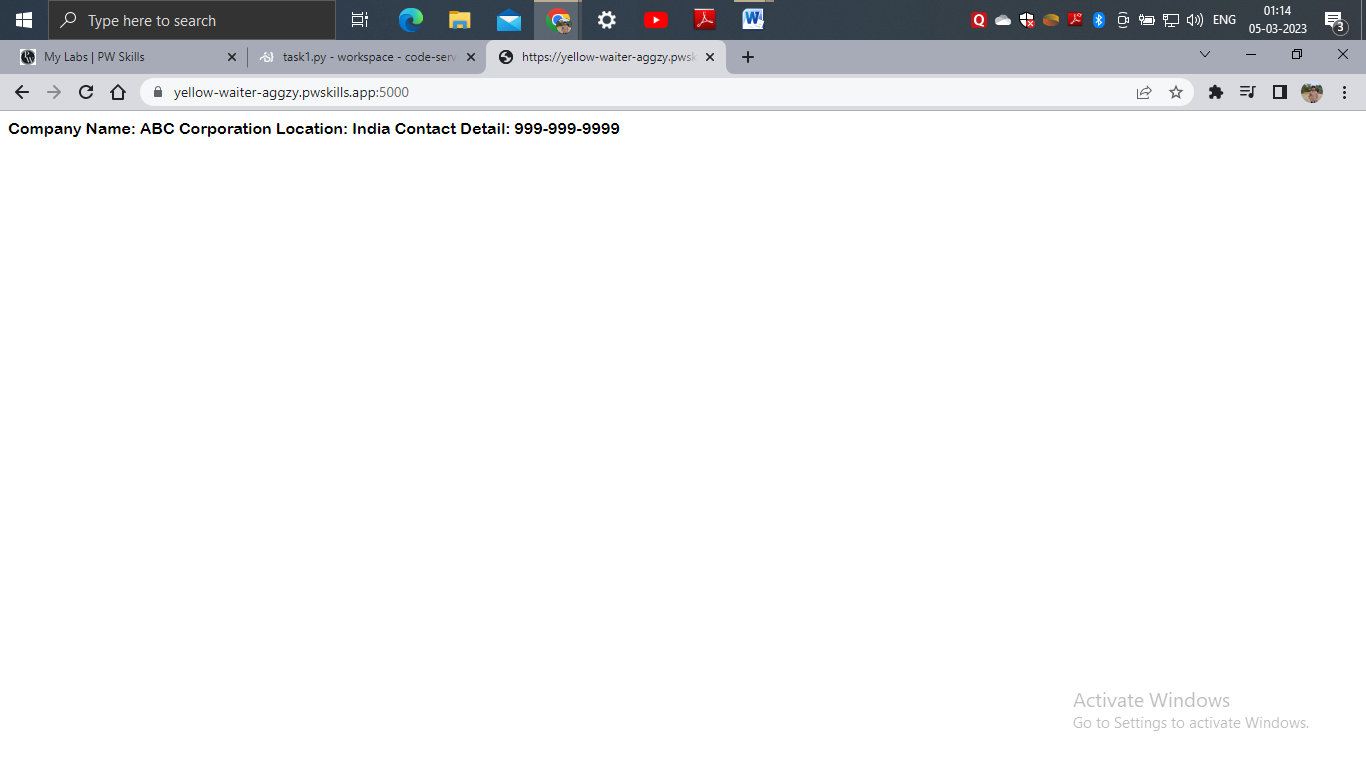 Type here to search
ENG
01:14
05-03-2023
3
My Labs | PW Skills
task1.py - workspace - code-serv
https://yellow-waiter-aggzy.pwsk
yellow-waiter-aggzy.pwskills.app:5000
Company Name: ABC Corporation Location: India Contact Detail: 999-999-9999
Activate Windows
Go to Settings to activate Windows.